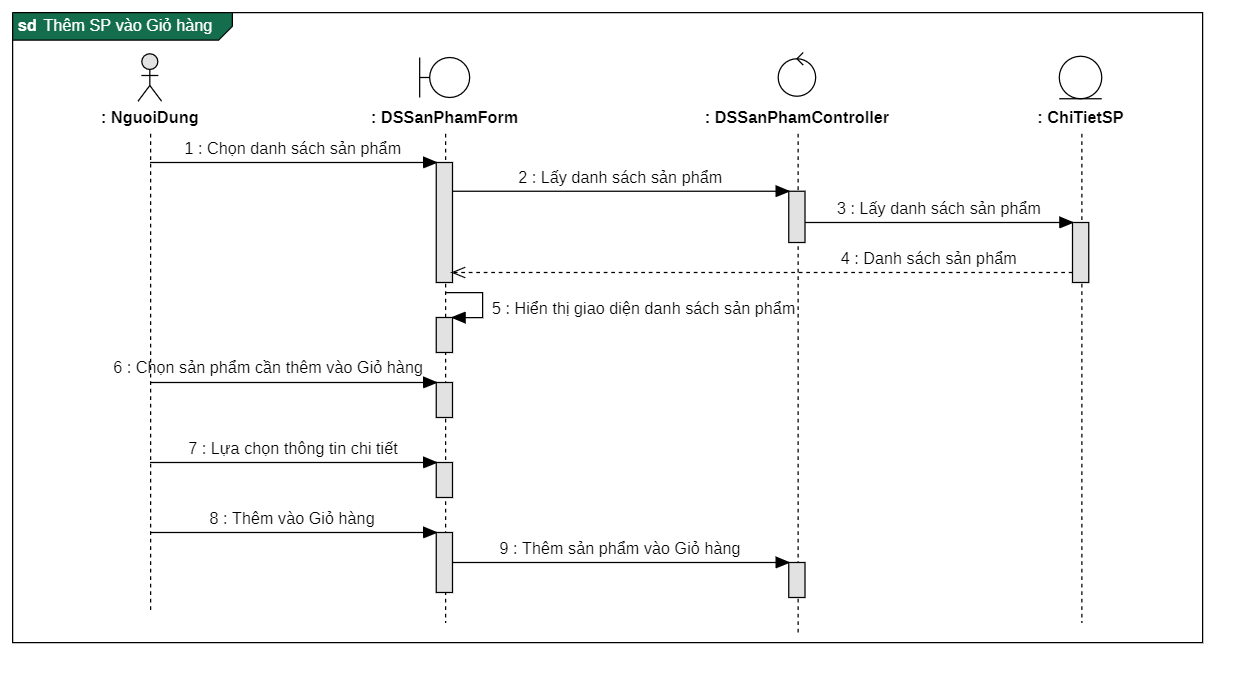 sd Thêm SP vào Giỏ hàng
: NguoiDung
: DSSanPhamForm
: DSSanPhamController
: ChiTietSP
1 : Chọn danh sách sản phẩm
2 : Lấy danh sách sản phẩm
3 : Lấy danh sách sản phẩm
4 : Danh sách sản phẩm
5 : Hiển thị giao diện danh sách sản phẩm
6 : Chọn sản phẩm cần thêm vào Giỏ hàng
7 : Lựa chọn thông tin chi tiết
8 : Thêm vào Giỏ hàng
9 : Thêm sản phẩm vào Giỏ hàng